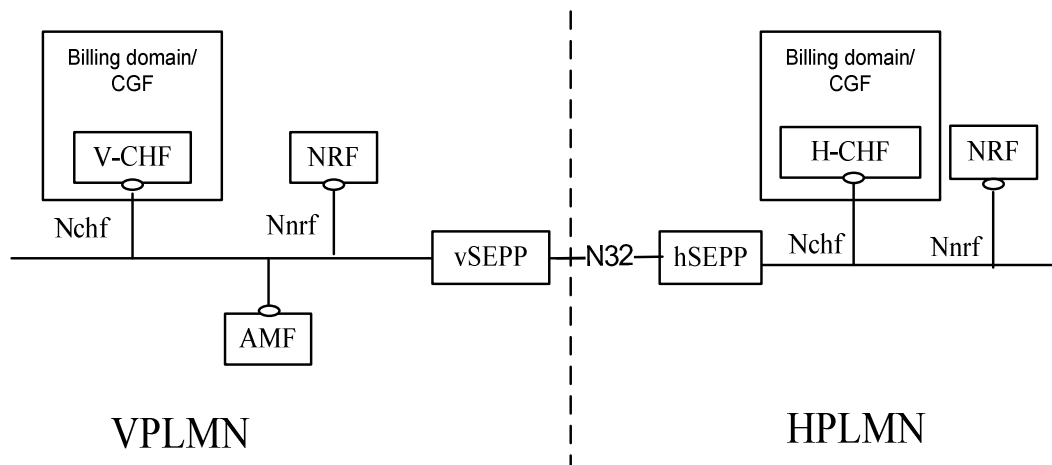 Billing domain/
CGF
V-CHF
NRF
Nchf
Nnrf
vSEPP
AMF
VPLMN
N32
Billing domain/
CGF
H-CHF
NRF
hSEPP
Nchf
Nnrf
HPLMN